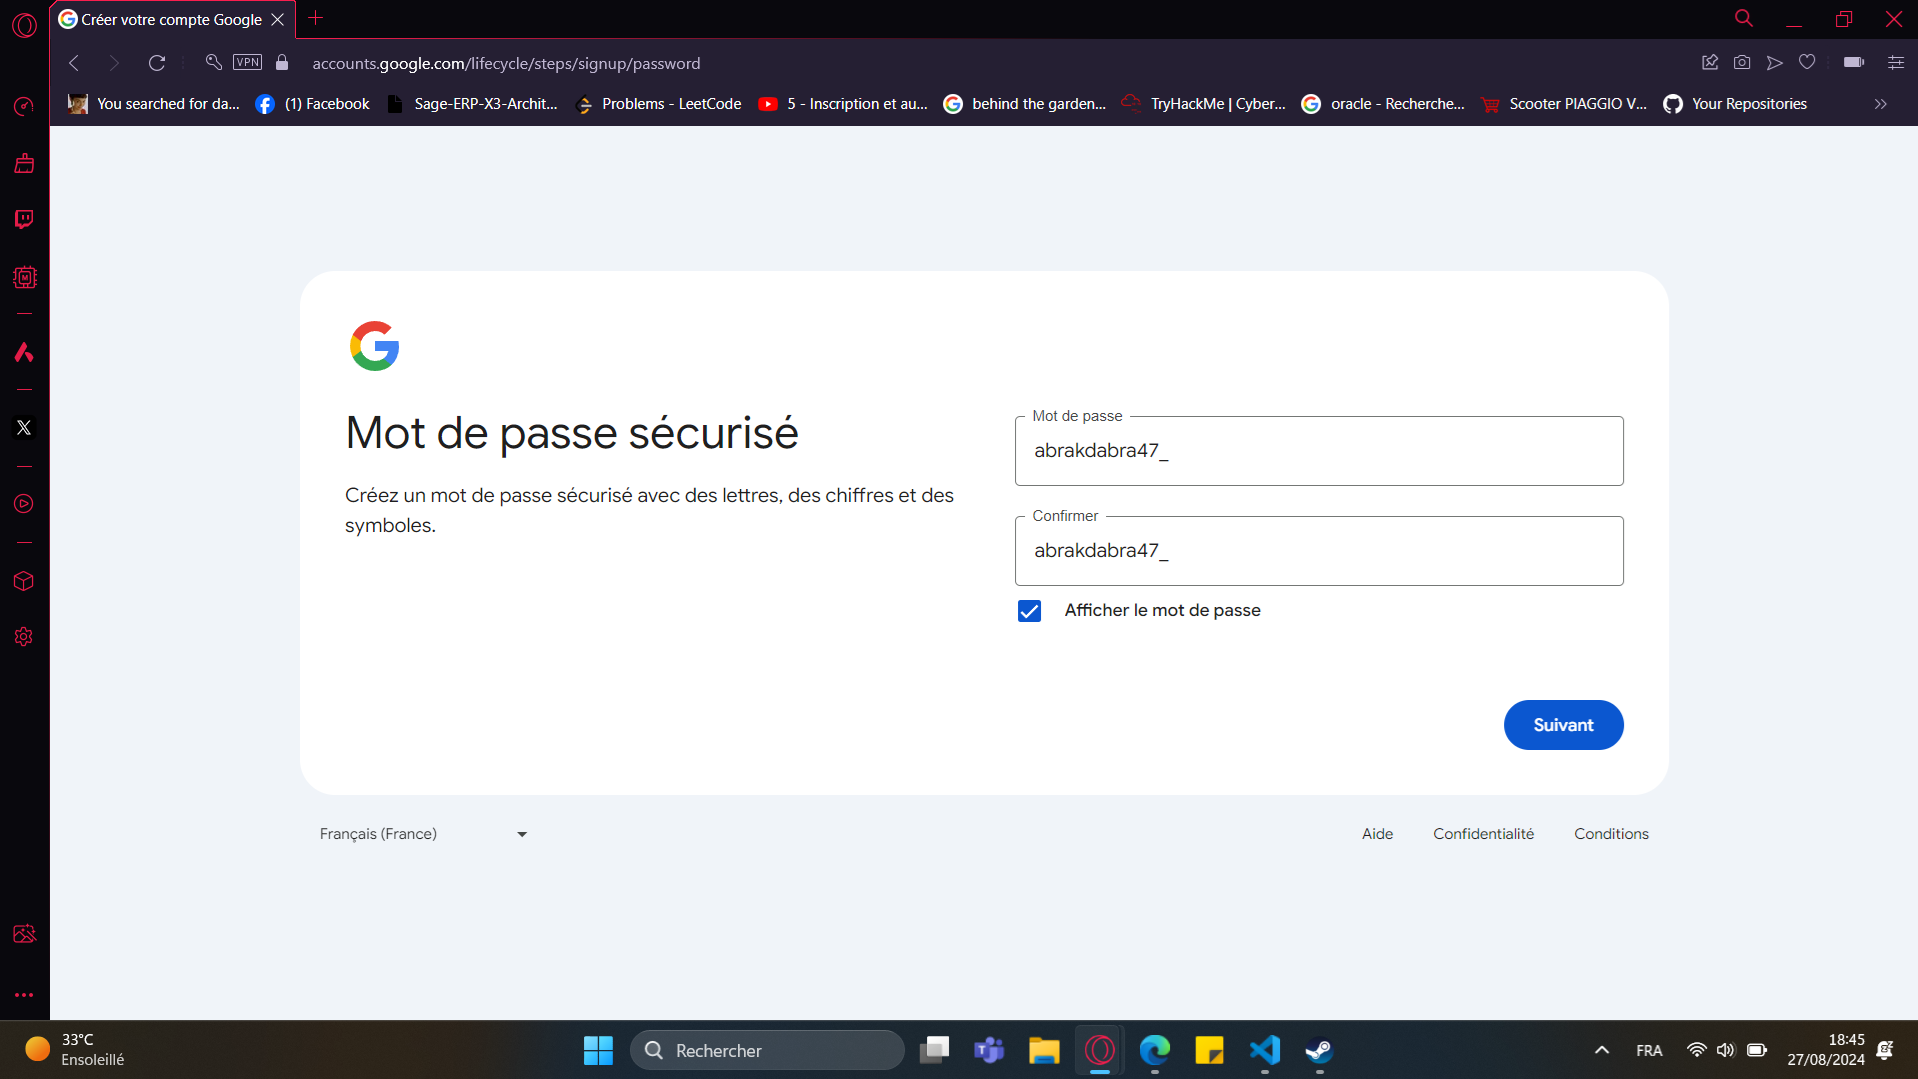 Créer votre compte Google
VPN
accounts.google.com/lifecycle/steps/signup/password
You searched for da...
(1) Facebook
Sage-ERP-X3-Archit...
Problems - LeetCode
5 - Inscription et au...
behind the garden...
TryHackMe | Cyber...
oracle - Recherche...
Scooter PIAGGIO V...
Your Repositories
Mot de passe sécurisé
Créez un mot de passe sécurisé avec des lettres, des chiffres et des
symboles.
Mot de passe
abrakdabra47_
Confirmer
abrakdabra47_
Afficher le mot de passe
Suivant
Français (France)
Aide
Confidentialité
Conditions
33°C
Ensoleillé
Rechercher
FRA
18:45
27/08/2024